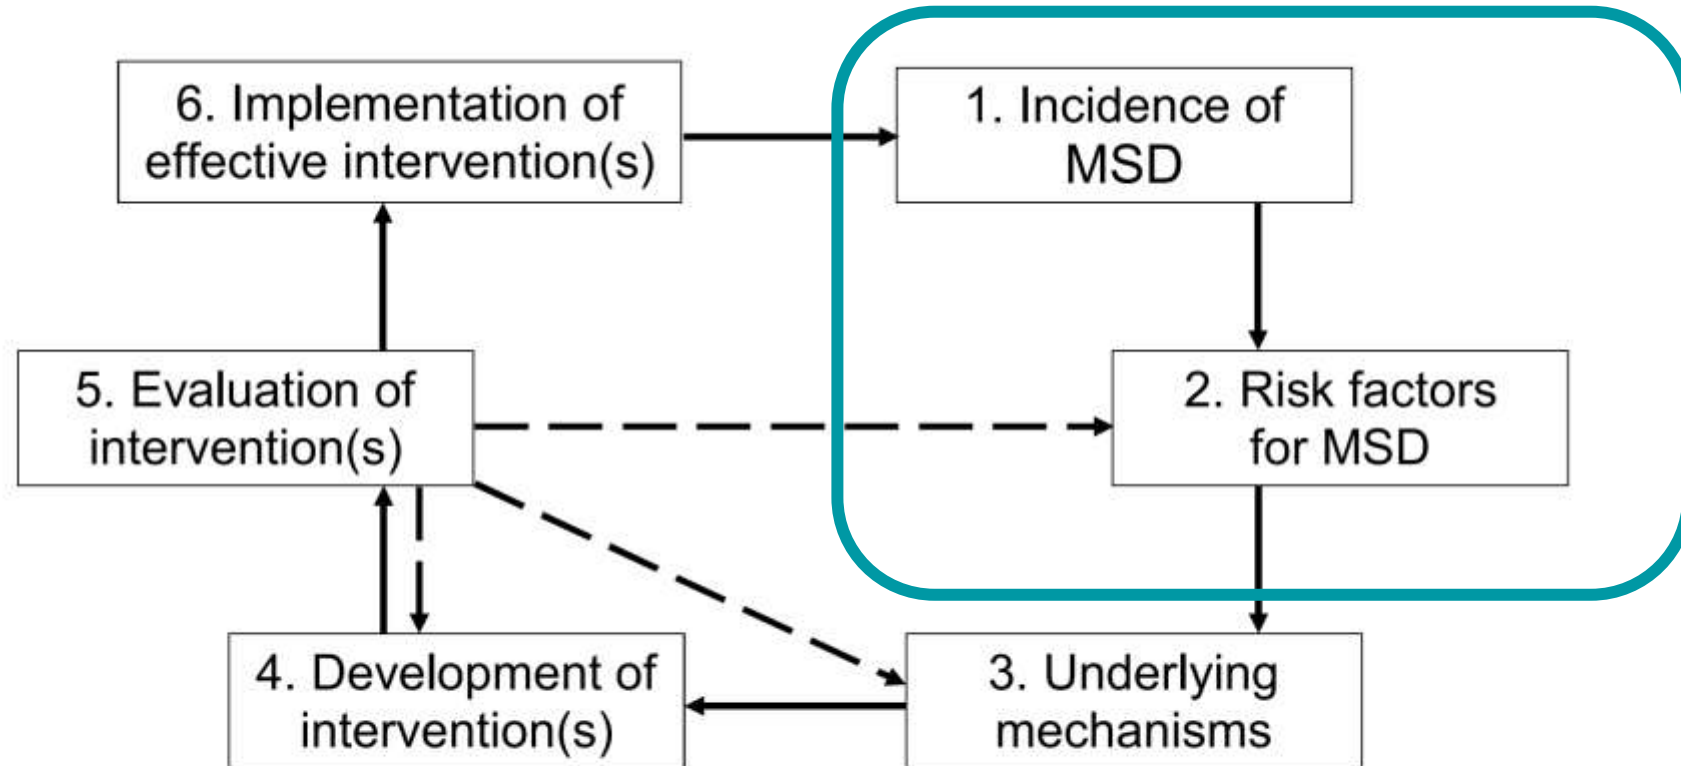 6. Implementation of
effective intervention(s)
1. Incidence of
MSD
5. Evaluation of
intervention(s)
2. Risk factors
for MSD
4. Development of
intervention(s)
3. Underlying
mechanisms